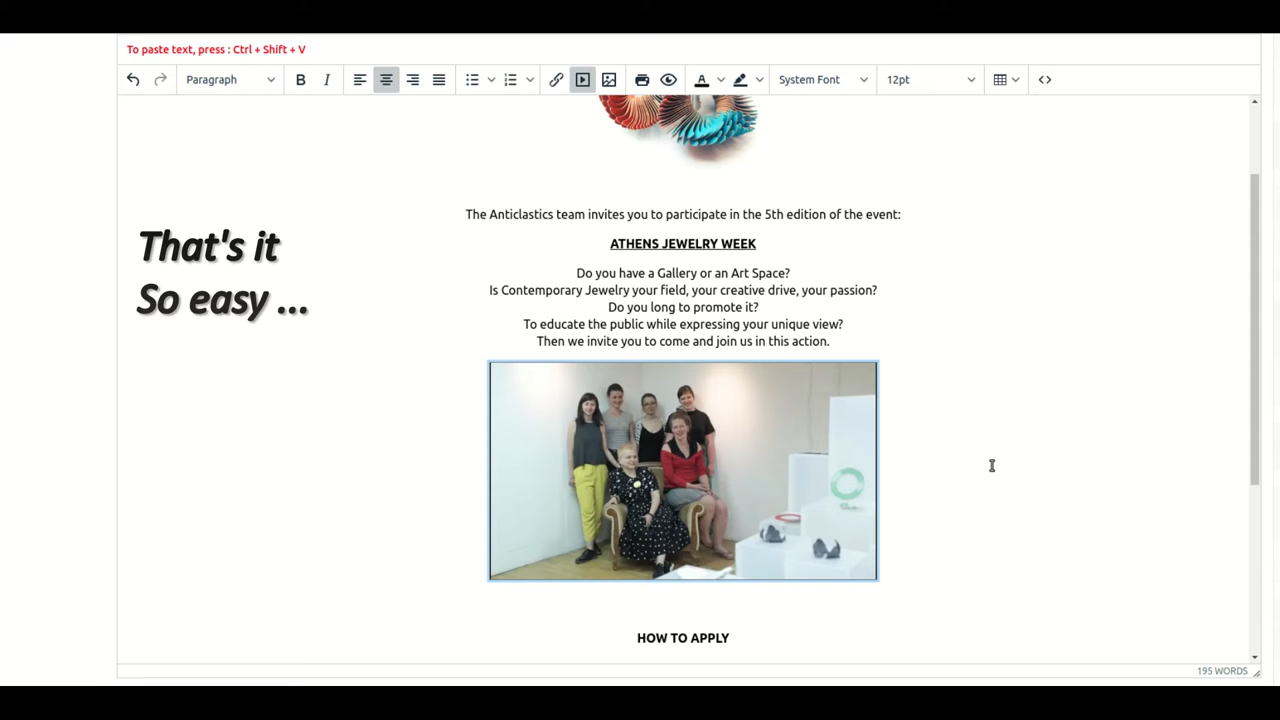 To paste text, press : Ctrl + Shift + V
Paragraph B I A System Font 12pt
The Anticlastics team invites you to participate in the 5th edition of the event:
That's it
So easy ...
ATHENS JEWELRY WEEK
Do you have a Gallery or an Art Space?
Is Contemporary Jewelry your field, your creative drive, your passion?
Do you long to promote it?
To educate the public while expressing your unique view?
Then we invite you to come and join us in this action.
HOW TO APPLY
195 WORDS